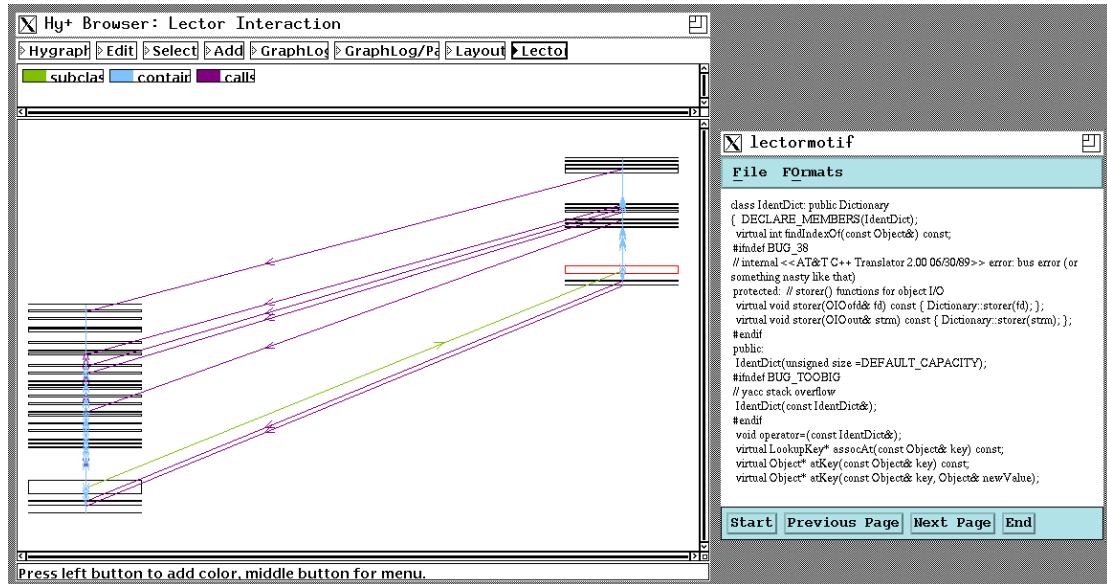 Hy+ Browser: Lector Interaction
Hygraph Edit Select Add GraphLog GraphLog/Pa Layout Lector
subclas contain calls
Press left button to add color, middle button for menu.
lectormotif
File FOrmats
class IdentDict: public Dictionary
{ DECLARE_MEMBERS(IdentDict);
virtual int findIndexOf(const Object&) const;
#ifndef BUG_38
// internal <<AT&T C++ Translator 2.00 06/30/89>> error: bus error (or
something nasty like that)
protected: // storer() functions for object I/O
virtual void storer(OIOofd& fd) const { Dictionary::storer(fd); };
virtual void storer(OIOout& strm) const { Dictionary::storer(strm); };
#endif
public:
IdentDict(unsigned size =DEFAULT_CAPACITY);
#ifndef BUG_TOOBIG
// yacc stack overflow
IdentDict(const IdentDict&);
#endif
void operator=(const IdentDict&);
virtual LookupKey* assocAt(const Object& key) const;
virtual Object* atKey(const Object& key) const;
virtual Object* atKey(const Object& key, Object& newValue);
Start Previous Page Next Page End